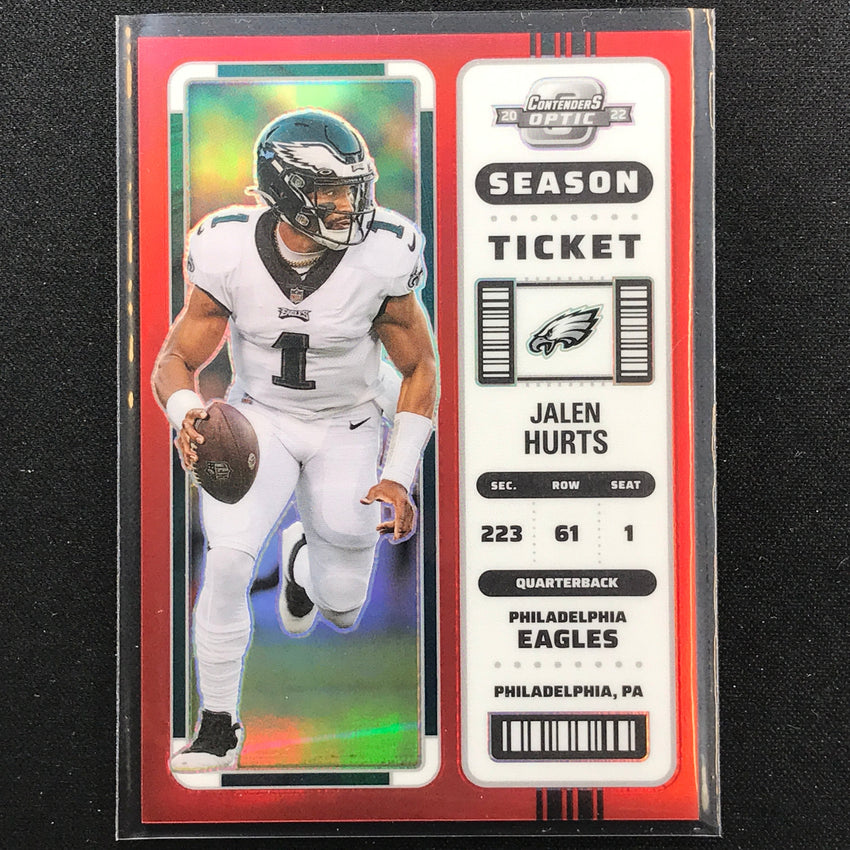 CONTENDERS
20 OPTIC 22
SEASON
TICKET
JALEN
HURTS
SEC. ROW SEAT
223 61 1
QUARTERBACK
PHILADELPHIA
EAGLES
PHILADELPHIA, PA
1
EAGLES
1